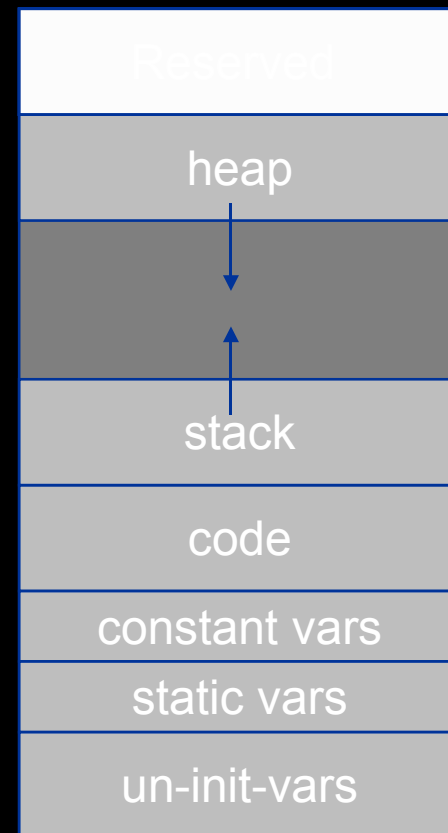 Reserved
heap
stack
code
constant vars
static vars
un-init-vars